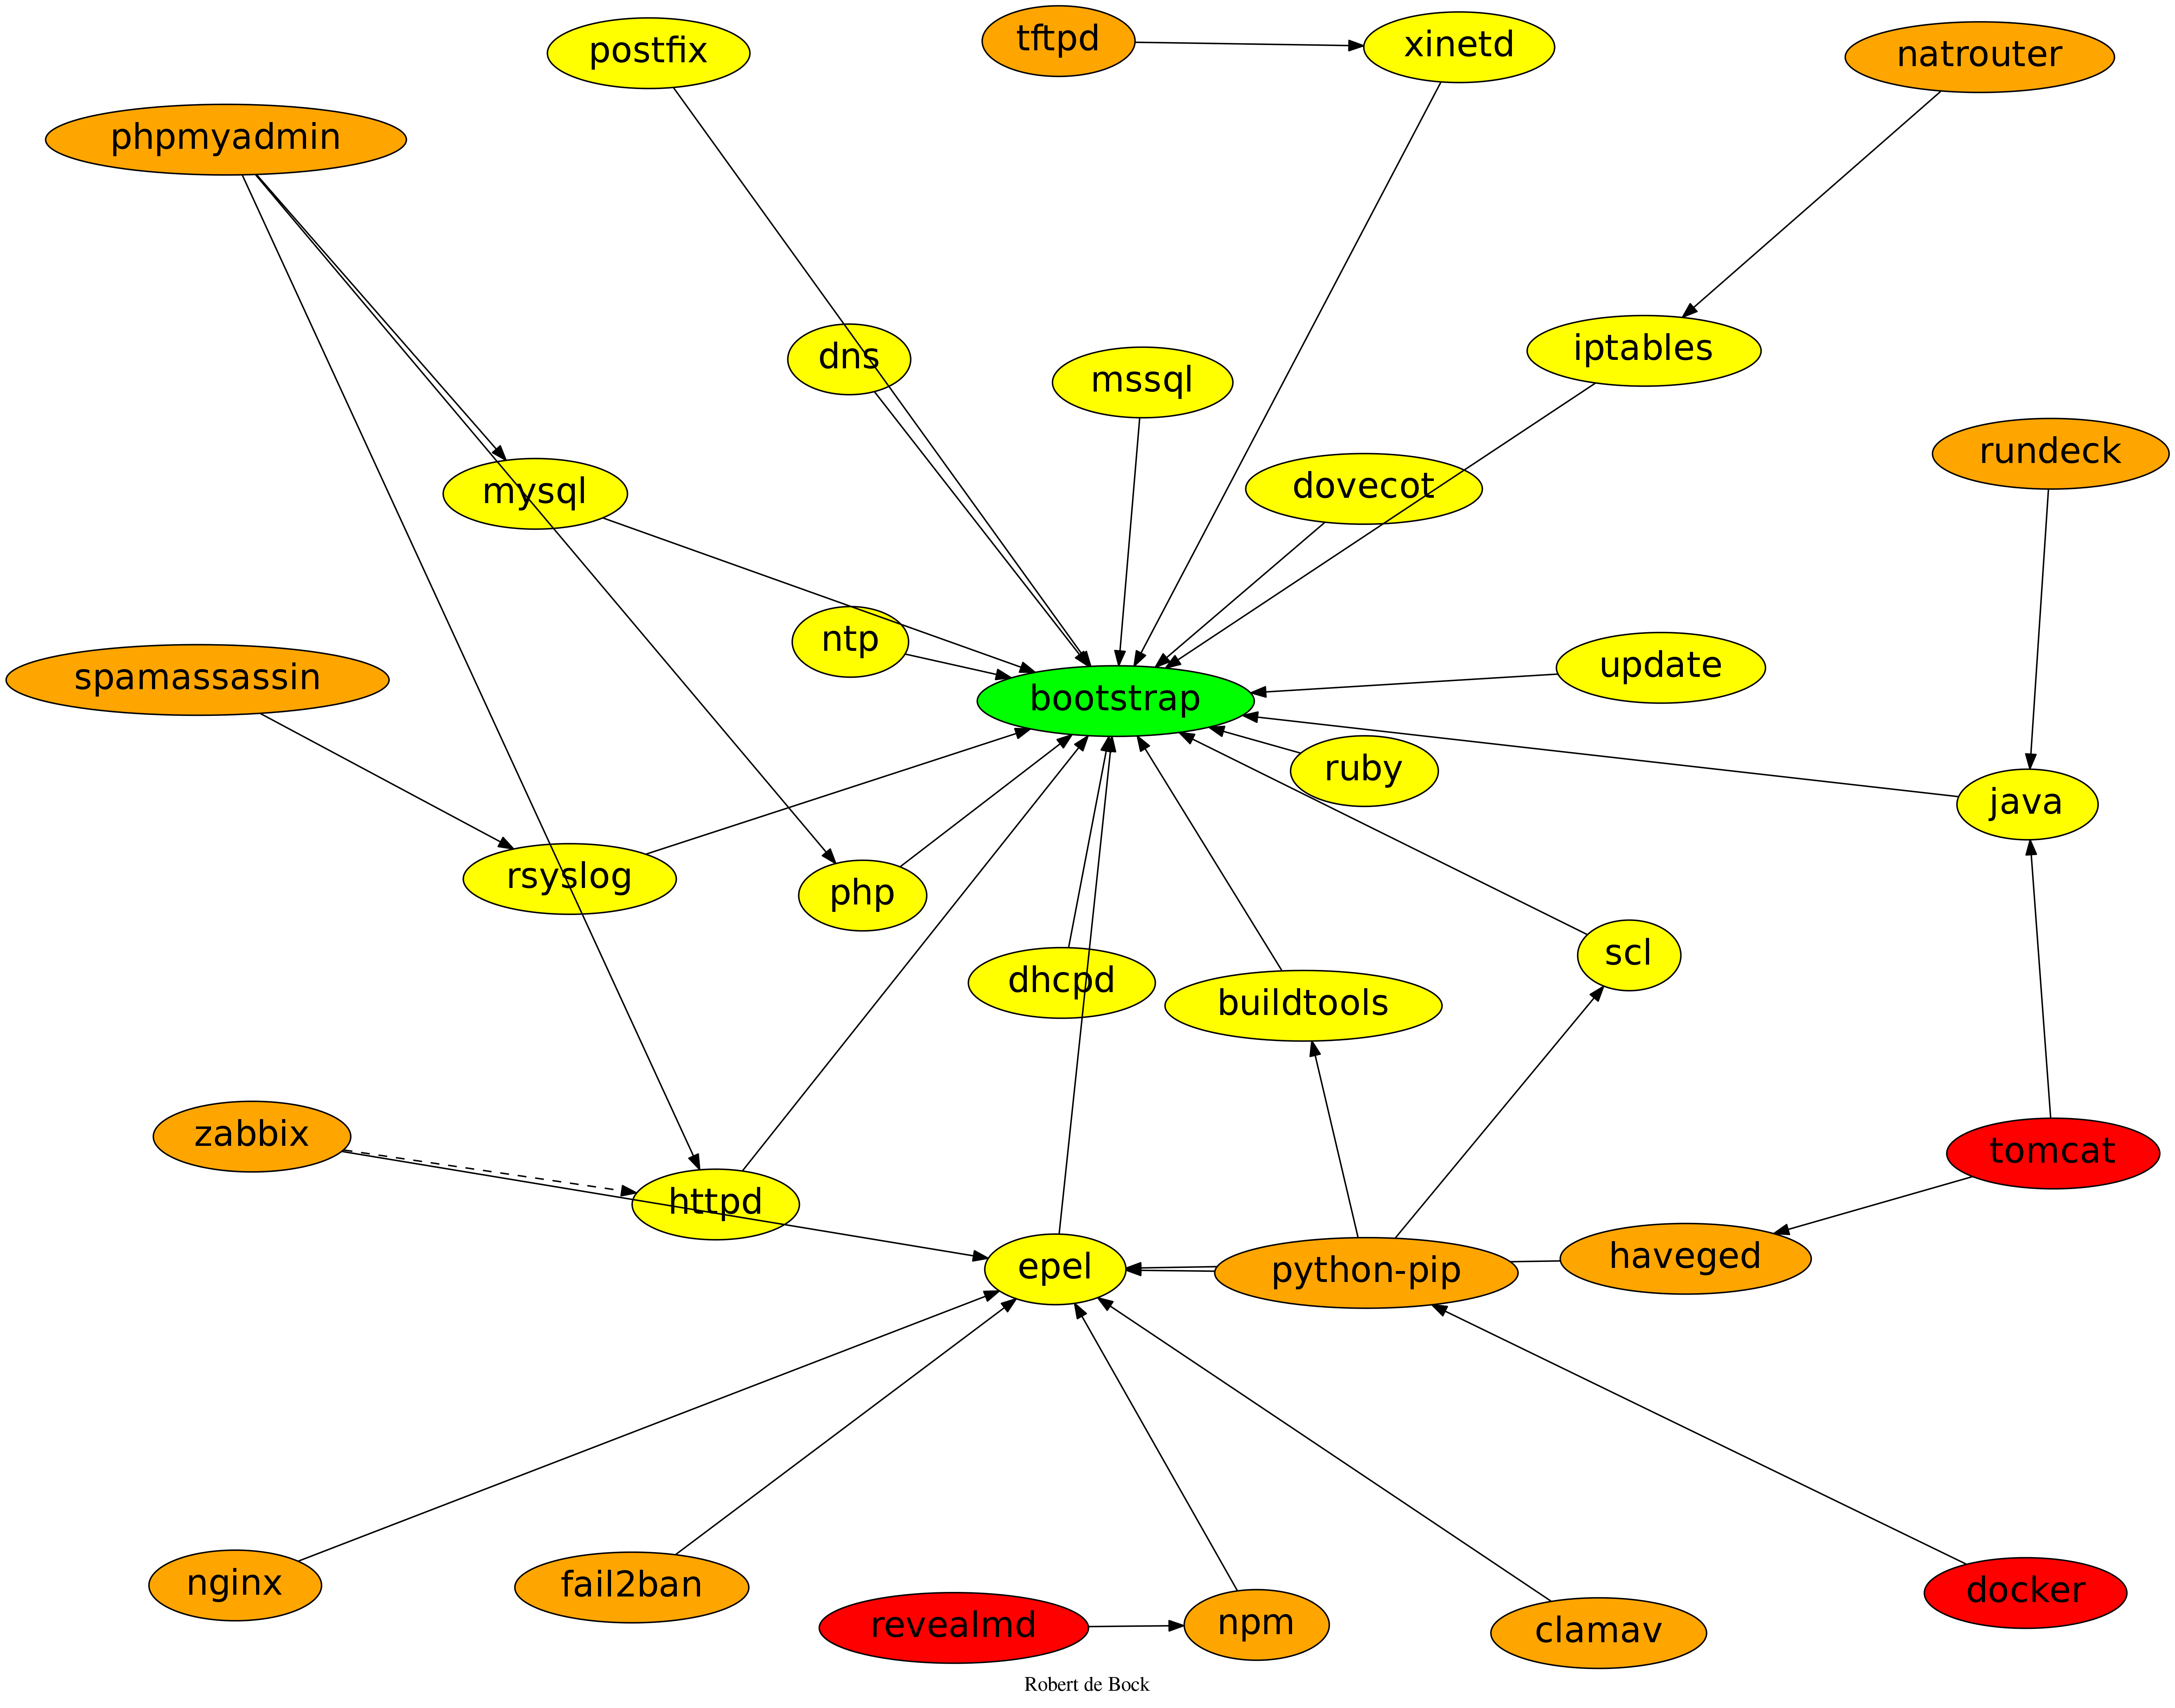 tftpd
xinetd
postfix
natrouter
phpmyadmin
iptables
dns
mssql
rundeck
dovecot
mysql
ntp
update
spamassassin
bootstrap
ruby
java
rsyslog
php
scl
dhcpd
buildtools
zabbix
tomcat
httpd
haveged
epel
python-pip
nginx
fail2ban
docker
npm
revealmd
clamav
Robert de Bock